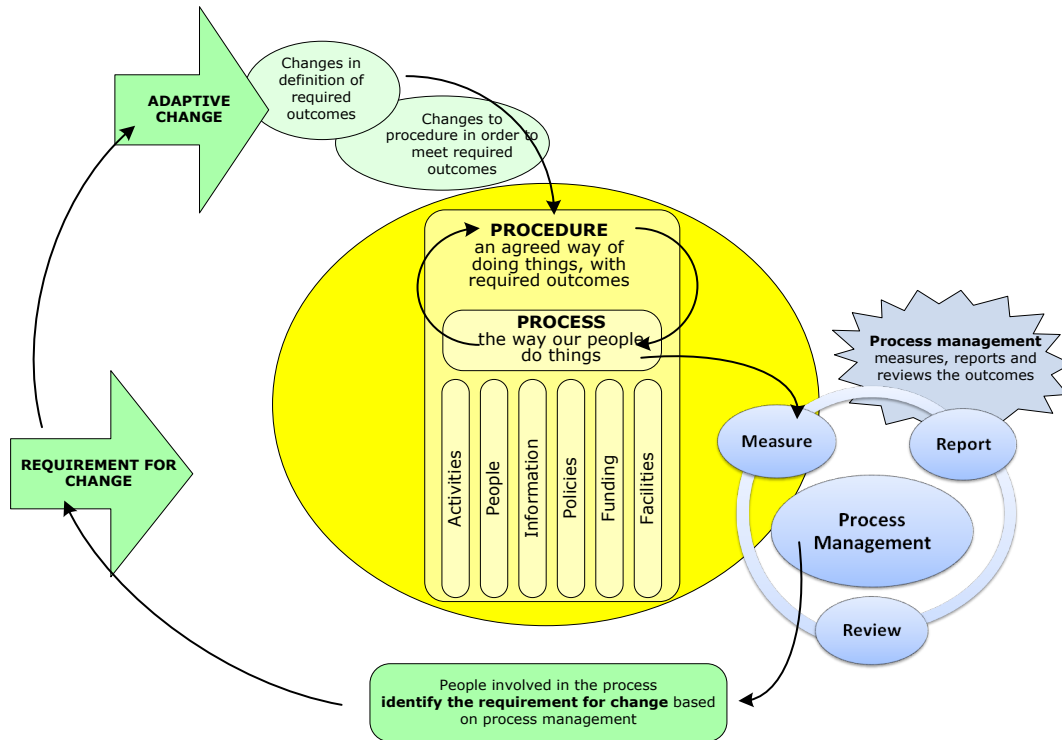 Changes in
definition of
required
outcomes
ADAPTIVE
CHANGE
Changes to
procedure in order to
meet required
outcomes
PROCEDURE
an agreed way of
doing things, with
required outcomes
PROCESS
the way our people
do things
Activities
People
Information
Policies
Funding
Facilities
Process management
measures, reports and
reviews the outcomes
Measure
Report
Process
Management
Review
REQUIREMENT FOR
CHANGE
People involved in the process
identify the requirement for change based
on process management